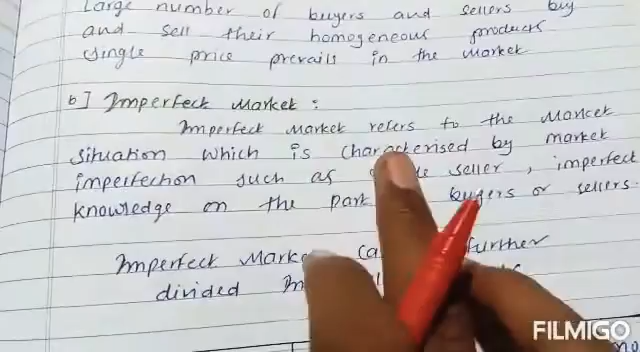 Large number of buyers and sellers buy
and sell their homogeneous products
single price prevails in the market
b] Imperfect Market :
Imperfect Market refers to the Market
situation which is characterised by market
imperfection such as seller , imperfect
knowledge on the part buyers or sellers.
Imperfect further
divided
FILMIGO